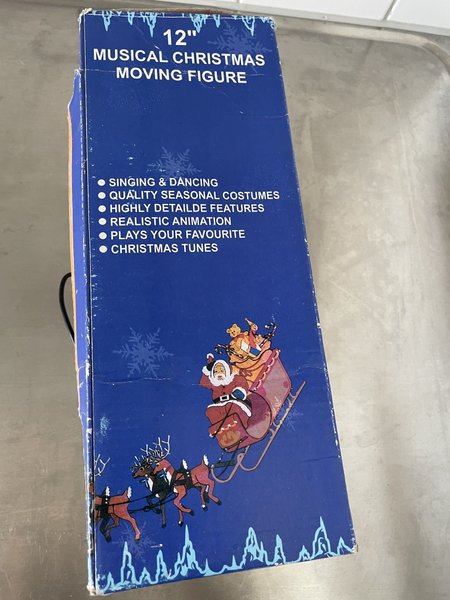 12"
MUSICAL CHRISTMAS
MOVING FIGURE
● SINGING & DANCING
● QUALITY SEASONAL COSTUMES
● HIGHLY DETAILDE FEATURES
● REALISTIC ANIMATION
● PLAYS YOUR FAVOURITE
● CHRISTMAS TUNES